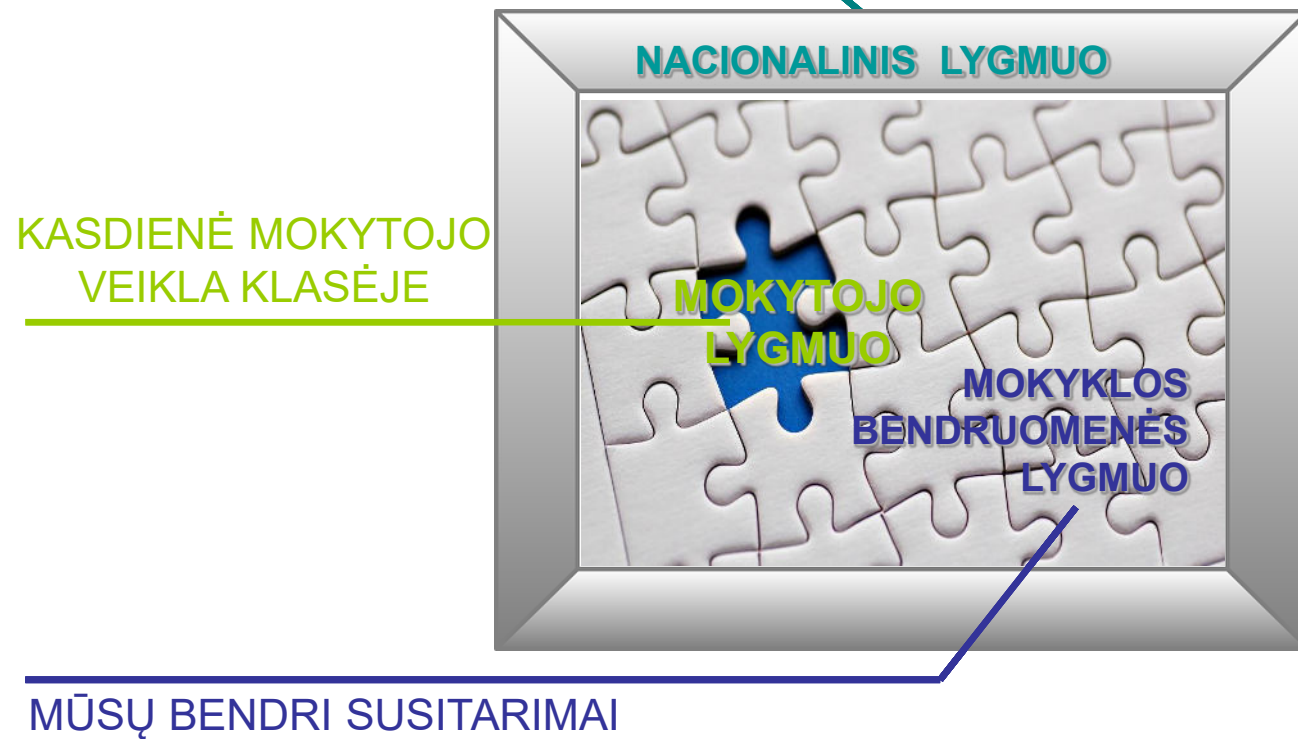 NACIONALINIS LYGMUO
KASDIENĖ MOKYTOJO
VEIKLA KLASĖJE
MOKYTOJO
LYGMUO
MOKYKLOS
BENDRUOMENĖS
LYGMUO
MŪSŲ BENDRI SUSITARIMAI